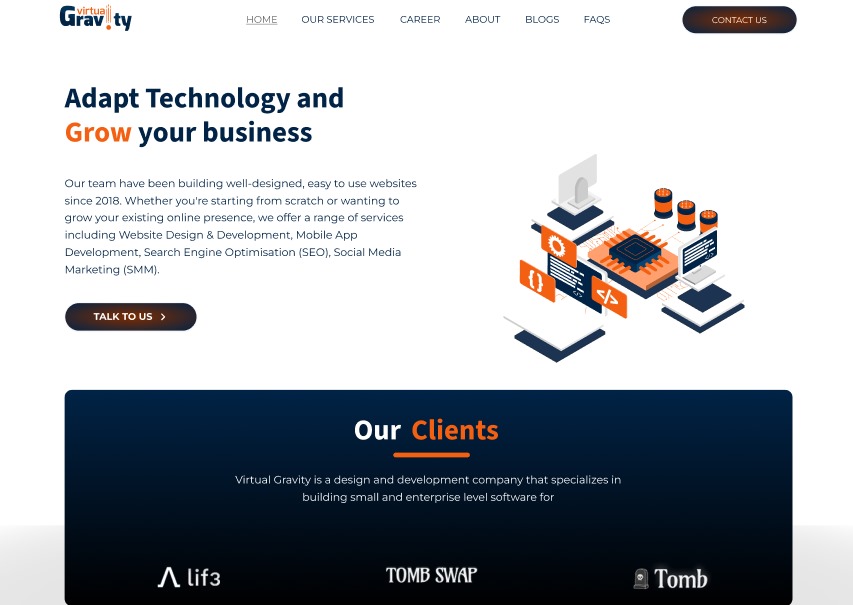 virtual
Gravity
HOME OUR SERVICES CAREER ABOUT BLOGS FAQS CONTACT US
Adapt Technology and
Grow your business
Our team have been building well-designed, easy to use websites
since 2018. Whether you're starting from scratch or wanting to
grow your existing online presence, we offer a range of services
including Website Design & Development, Mobile App
Development, Search Engine Optimisation (SEO), Social Media
Marketing (SMM).
{ }
</>
TALK TO US >
Our Clients
Virtual Gravity is a design and development company that specializes in
building small and enterprise level software for
lif3 TOMB SWAP Tomb